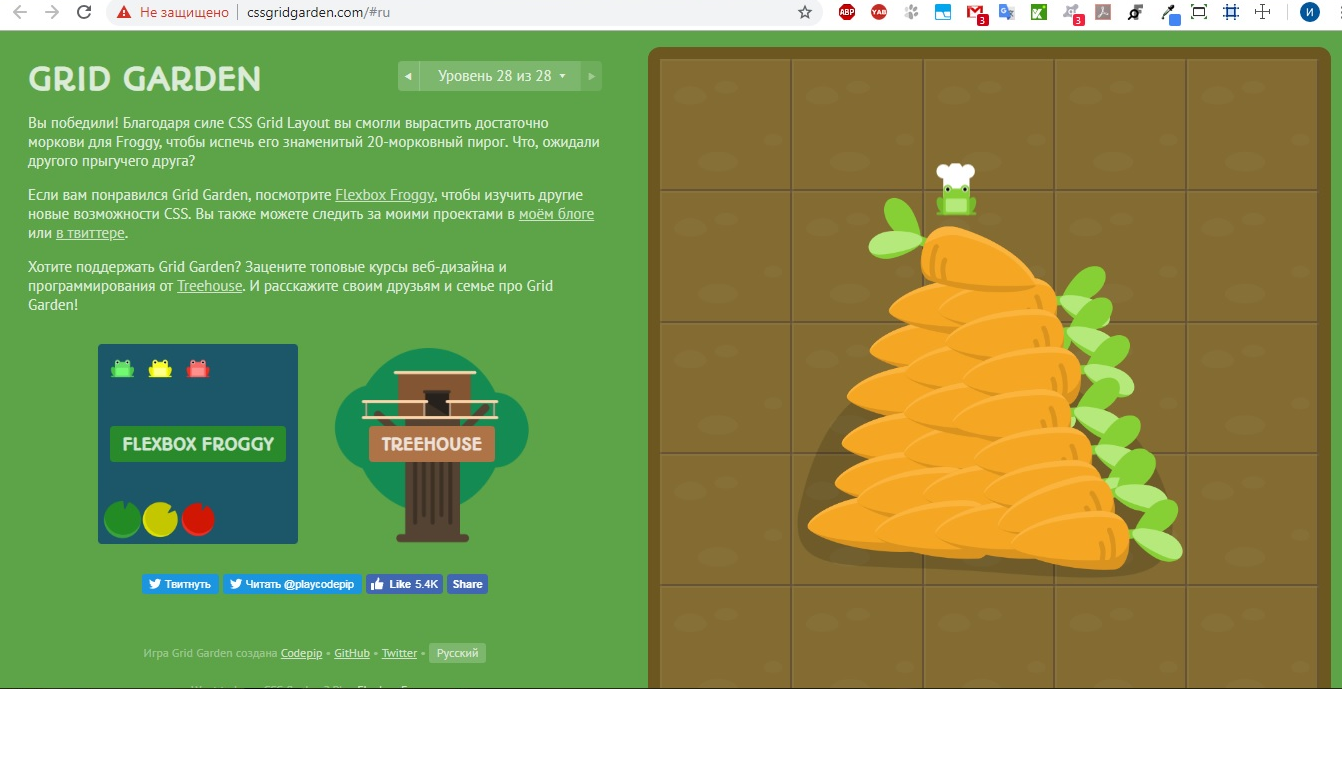 Не защищено
cssgridgarden.com/#ru
ABP
YAB
3
3
И
GRID GARDEN
Уровень 28 из 28
Вы победили! Благодаря силе CSS Grid Layout вы смогли вырастить достаточно
моркови для Froggy, чтобы испечь его знаменитый 20-морковный пирог. Что, ожидали
другого прыгучего друга?
Если вам понравился Grid Garden, посмотрите Flexbox Froggy, чтобы изучить другие
новые возможности CSS. Вы также можете следить за моими проектами в моём блоге
или в твиттере.
Хотите поддержать Grid Garden? Зацените топовые курсы веб-дизайна и
программирования от Treehouse. И расскажите своим друзьям и семье про Grid
Garden!
FLEXBOX FROGGY
TREEHOUSE
Твитнуть
Читать @playcodepip
Like 5.4K
Share
Игра Grid Garden создана Codepip • GitHub • Twitter • Русский